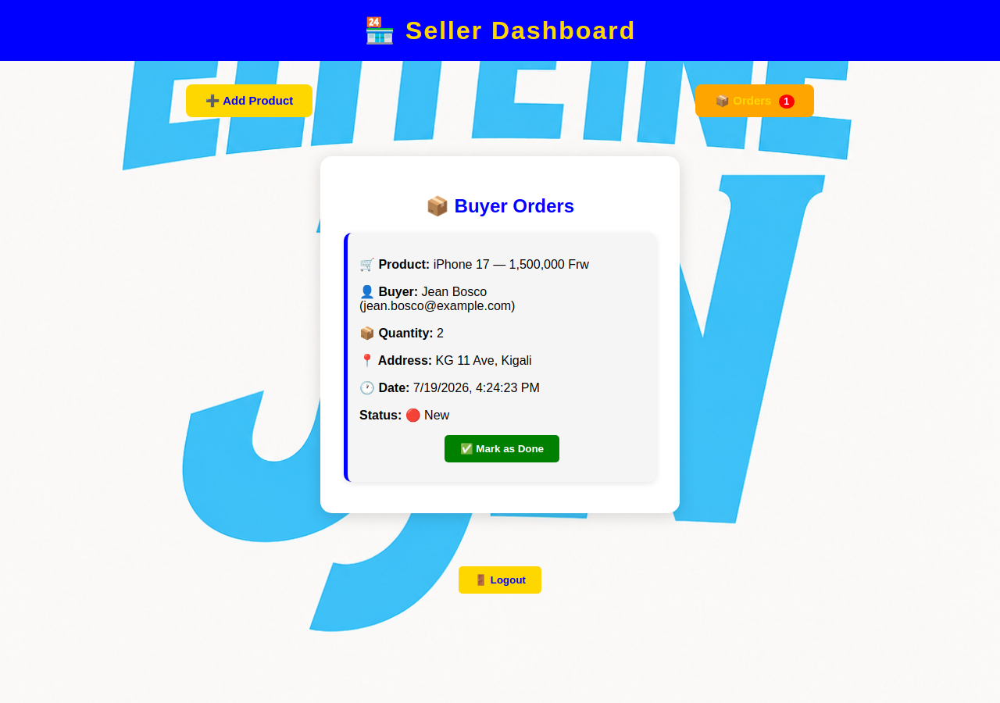 🏪 Seller Dashboard
➕ Add Product
📦 Orders 1
📦 Buyer Orders
🛒 Product: iPhone 17 — 1,500,000 Frw
👤 Buyer: Jean Bosco
(jean.bosco@example.com)
📦 Quantity: 2
📍 Address: KG 11 Ave, Kigali
🕐 Date: 7/19/2026, 4:24:23 PM
Status: 🔴 New
✅ Mark as Done
🚪 Logout